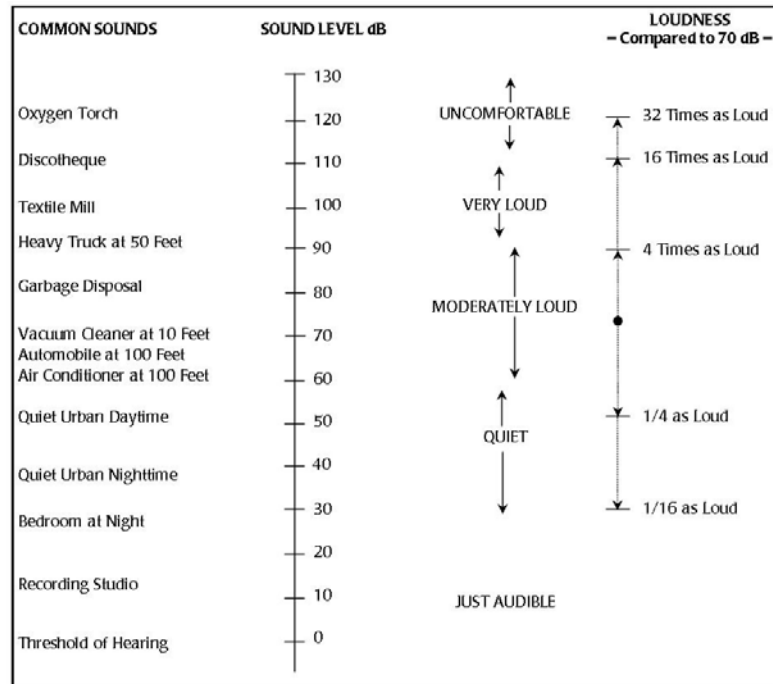 COMMON SOUNDS SOUND LEVEL dB LOUDNESS
– Compared to 70 dB –
130
Oxygen Torch 120 UNCOMFORTABLE 32 Times as Loud
Discotheque 110 16 Times as Loud
Textile Mill 100 VERY LOUD
Heavy Truck at 50 Feet 90 4 Times as Loud
Garbage Disposal 80 MODERATELY LOUD
Vacuum Cleaner at 10 Feet 70
Automobile at 100 Feet
Air Conditioner at 100 Feet 60
Quiet Urban Daytime 50 1/4 as Loud
QUIET
40
Quiet Urban Nighttime
30 1/16 as Loud
Bedroom at Night
20
Recording Studio
10 JUST AUDIBLE
Threshold of Hearing 0